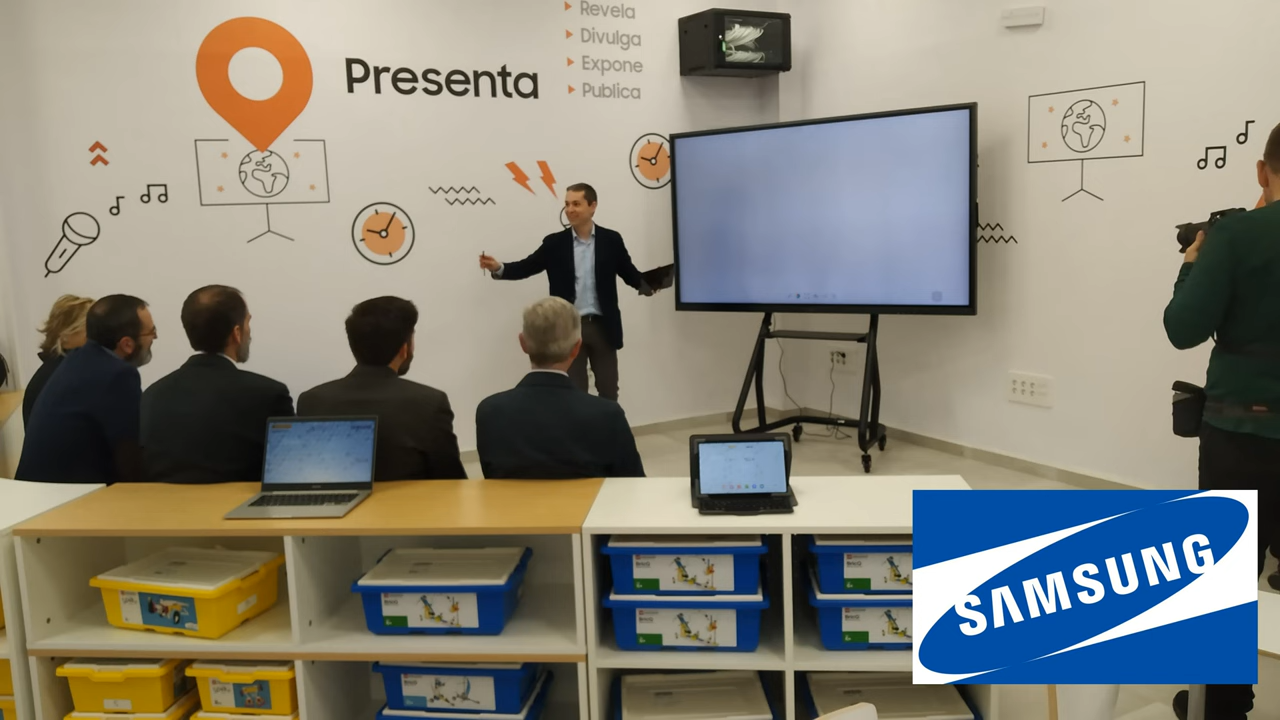 Revela
Divulga
Presenta
Expone
Publica
SAMSUNG